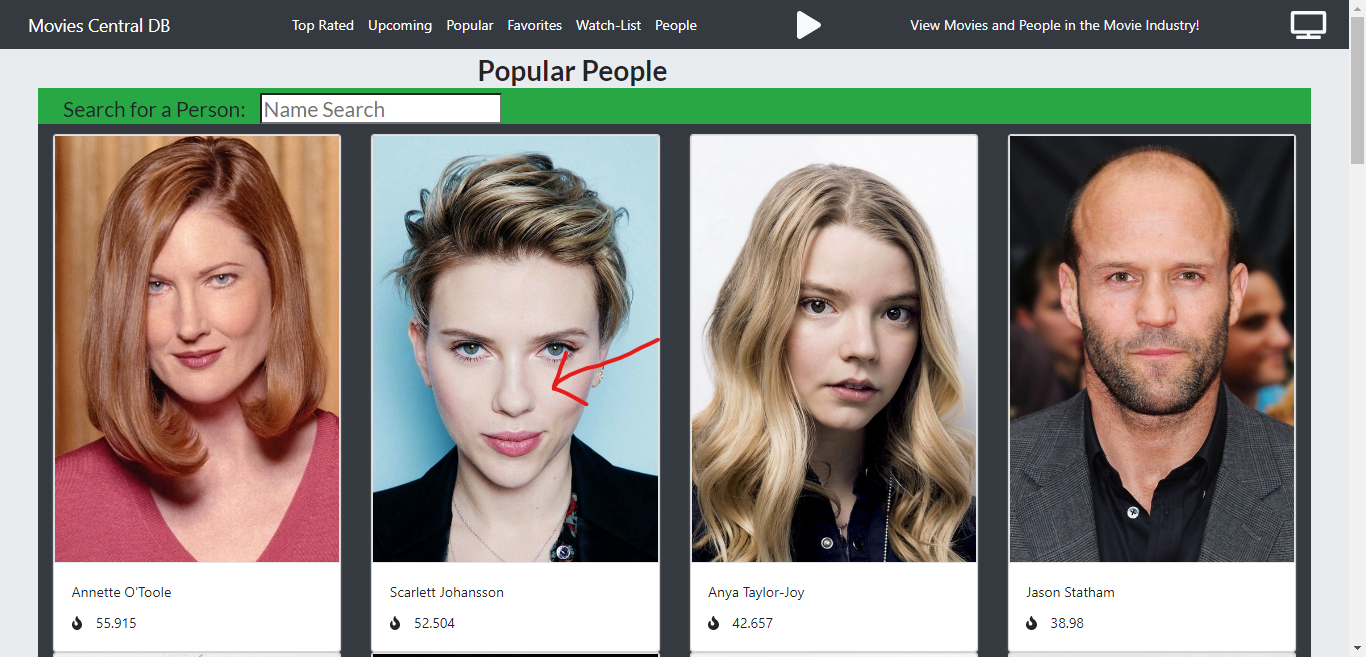 Movies Central DB
Top Rated Upcoming Popular Favorites Watch-List People
View Movies and People in the Movie Industry!
Popular People
Search for a Person: Name Search
Annette O'Toole
55.915
Scarlett Johansson
52.504
Anya Taylor-Joy
42.657
Jason Statham
38.98